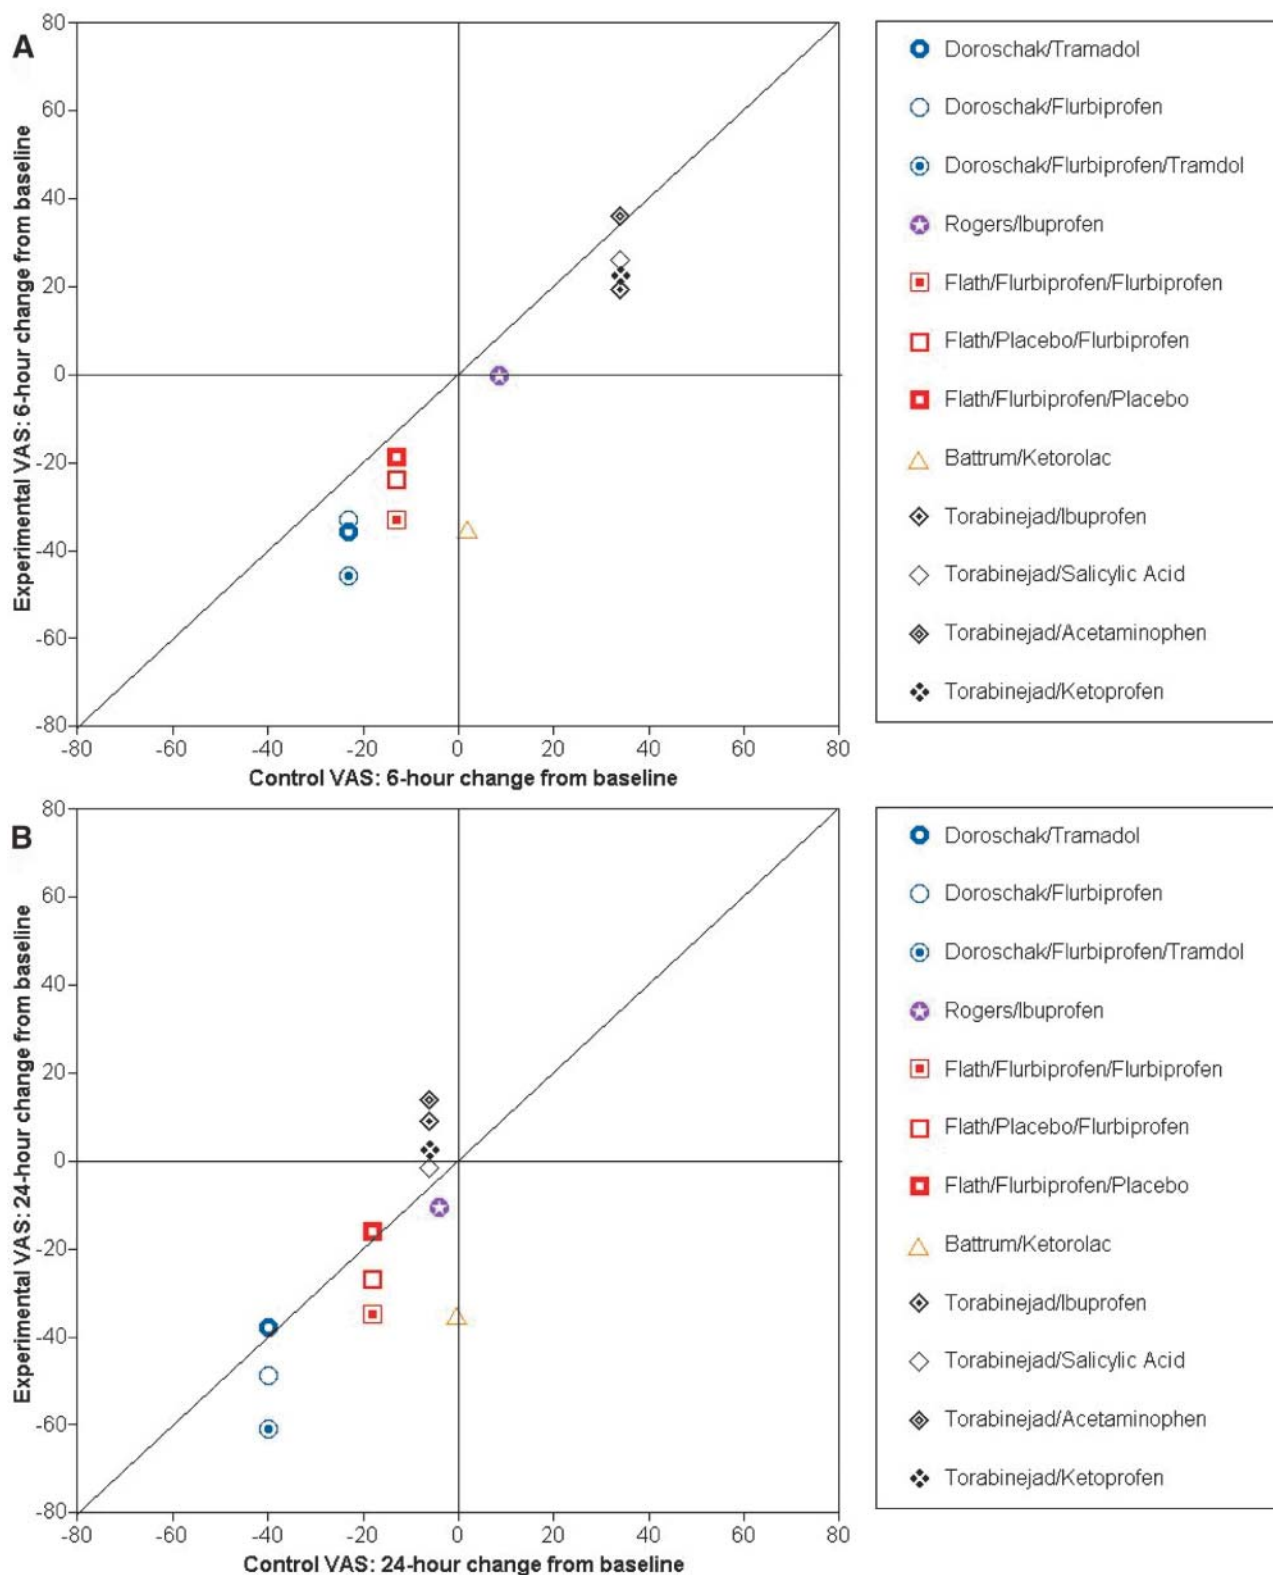 A
Experimental VAS: 6-hour change from baseline
80
60
40
20
0
-20
-40
-60
-80
-80 -60 -40 -20 0 20 40 60 80
Control VAS: 6-hour change from baseline
Doroschak/Tramadol
Doroschak/Flurbiprofen
Doroschak/Flurbiprofen/Tramdol
Rogers/Ibuprofen
Flath/Flurbiprofen/Flurbiprofen
Flath/Placebo/Flurbiprofen
Flath/Flurbiprofen/Placebo
Battrum/Ketorolac
Torabinejad/Ibuprofen
Torabinejad/Salicylic Acid
Torabinejad/Acetaminophen
Torabinejad/Ketoprofen
B
Experimental VAS: 24-hour change from baseline
80
60
40
20
0
-20
-40
-60
-80
-80 -60 -40 -20 0 20 40 60 80
Control VAS: 24-hour change from baseline
Doroschak/Tramadol
Doroschak/Flurbiprofen
Doroschak/Flurbiprofen/Tramdol
Rogers/Ibuprofen
Flath/Flurbiprofen/Flurbiprofen
Flath/Placebo/Flurbiprofen
Flath/Flurbiprofen/Placebo
Battrum/Ketorolac
Torabinejad/Ibuprofen
Torabinejad/Salicylic Acid
Torabinejad/Acetaminophen
Torabinejad/Ketoprofen